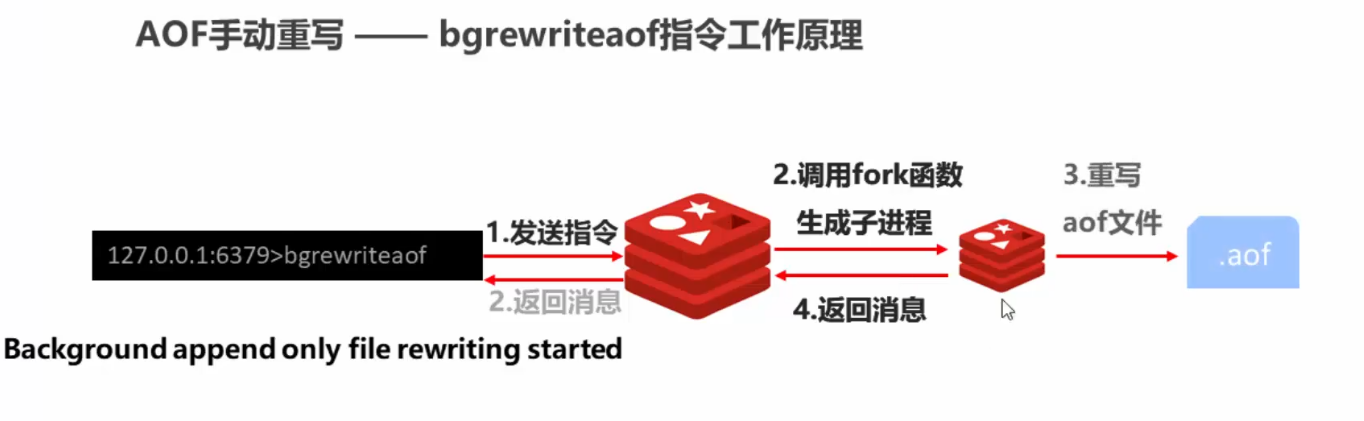 AOF手动重写 —— bgrewriteaof指令工作原理
2.调用fork函数
生成子进程
3.重写
aof文件
1.发送指令
127.0.0.1:6379>bgrewriteaof
.aof
2.返回消息
4.返回消息
Background append only file rewriting started